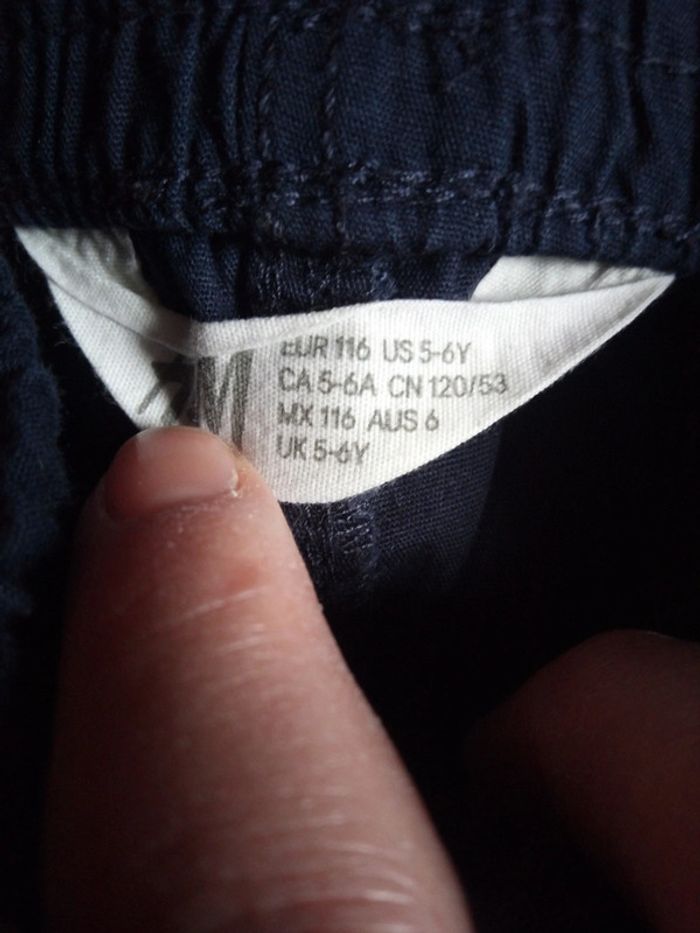 EUR 116 US 5-6Y
CA 5-6A CN 120/53
MX 116 AUS 6
UK 5-6Y